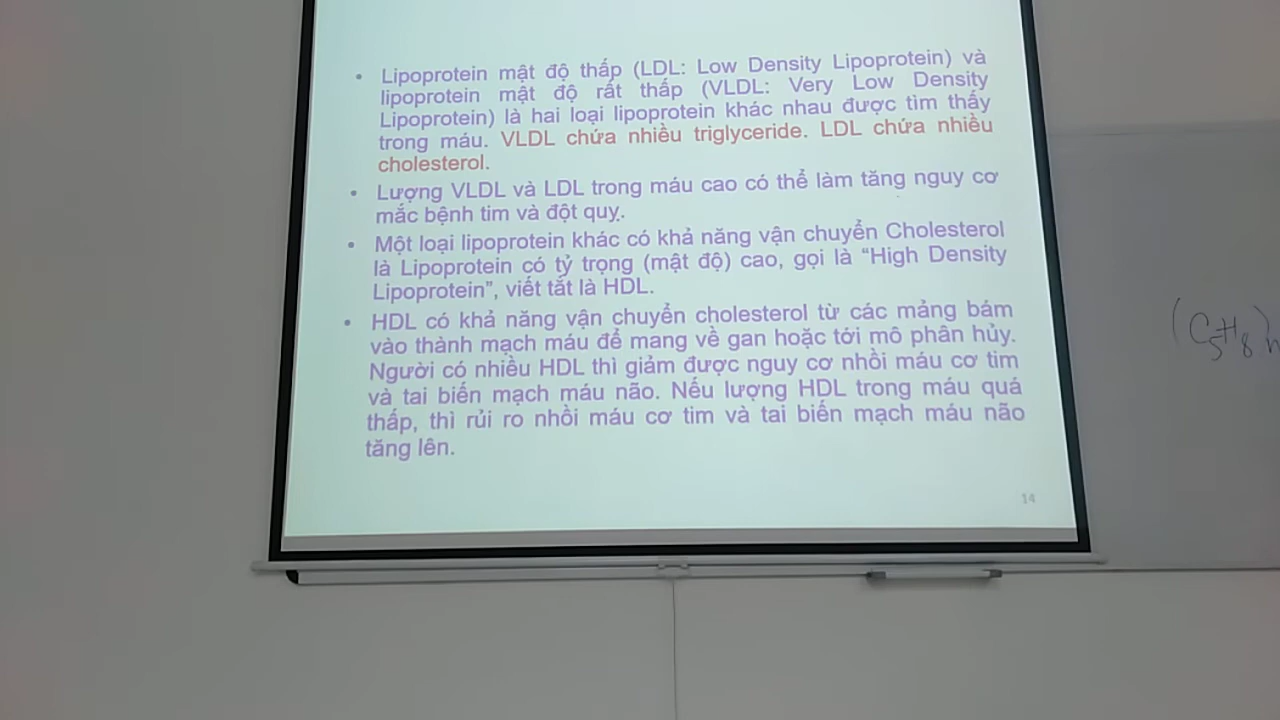 • Lipoprotein mật độ thấp (LDL: Low Density Lipoprotein) và
lipoprotein mật độ rất thấp (VLDL: Very Low Density
Lipoprotein) là hai loại lipoprotein khác nhau được tìm thấy
trong máu. VLDL chứa nhiều triglyceride. LDL chứa nhiều
cholesterol.
• Lượng VLDL và LDL trong máu cao có thể làm tăng nguy cơ
mắc bệnh tim và đột quỵ.
• Một loại lipoprotein khác có khả năng vận chuyển Cholesterol
là Lipoprotein có tỷ trọng (mật độ) cao, gọi là “High Density
Lipoprotein”, viết tắt là HDL.
• HDL có khả năng vận chuyển cholesterol từ các mảng bám
vào thành mạch máu để mang về gan hoặc tới mô phân hủy.
Người có nhiều HDL thì giảm được nguy cơ nhồi máu cơ tim
và tai biến mạch máu não. Nếu lượng HDL trong máu quá
thấp, thì rủi ro nhồi máu cơ tim và tai biến mạch máu não
tăng lên.
14
(C5H8)n